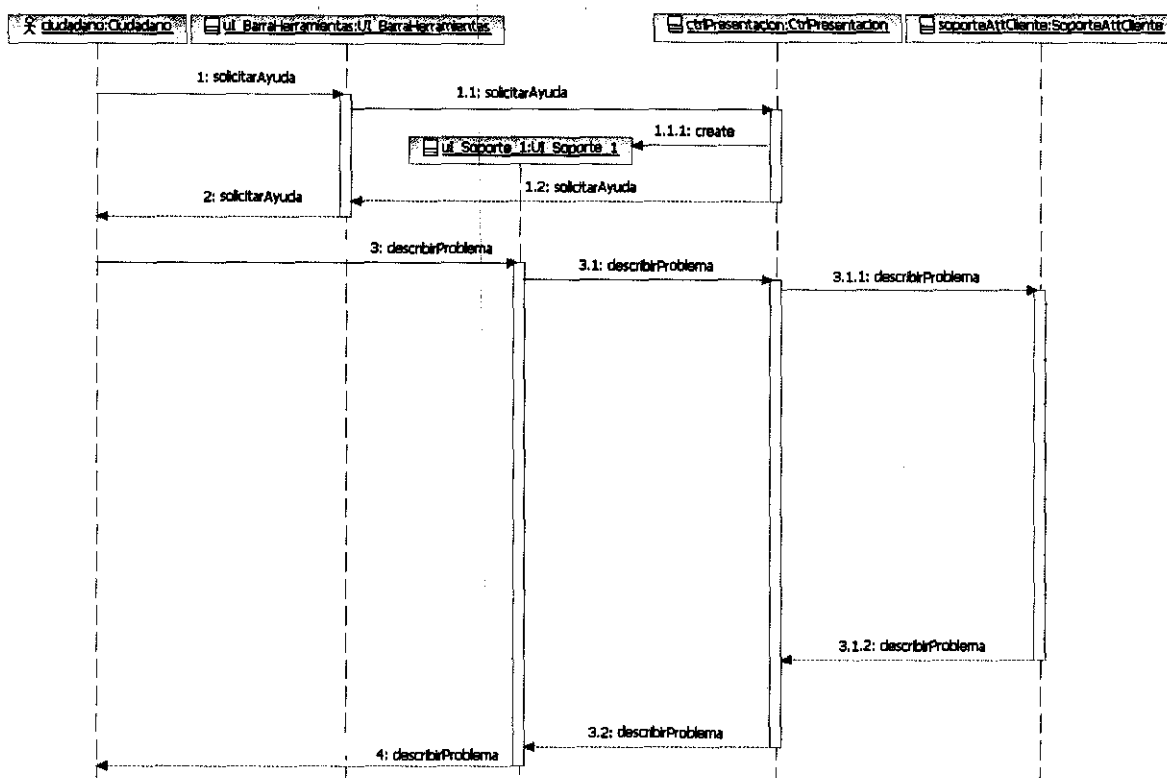 ciudadano:Ciudadano
ui_BarraHerramientas:UI_BarraHerramientas
ctrlPresentacion:CtrlPresentacion
soporteAttCliente:SoporteAttCliente
1: solicitarAyuda
1.1: solicitarAyuda
1.1.1: create
ui_Soporte_1:UI_Soporte_1
1.2: solicitarAyuda
2: solicitarAyuda
3: describirProblema
3.1: describirProblema
3.1.1: describirProblema
3.1.2: describirProblema
3.2: describirProblema
4: describirProblema